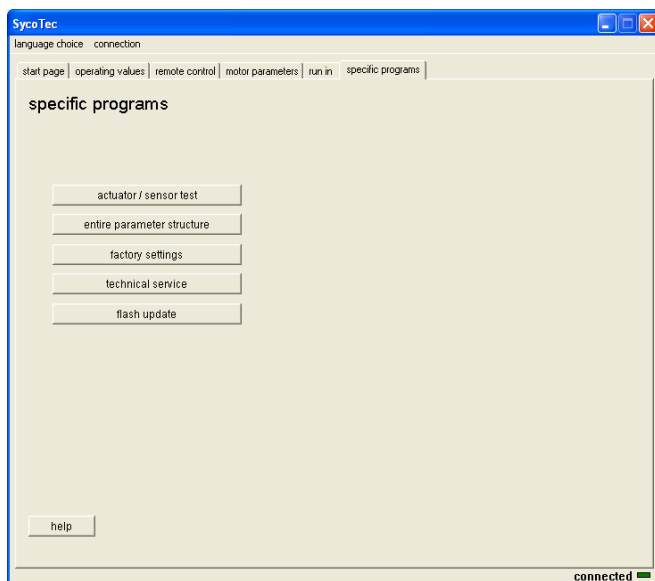 SycoTec
language choice connection
start page operating values remote control motor parameters run in specific programs
specific programs
actuator / sensor test
entire parameter structure
factory settings
technical service
flash update
help
connected